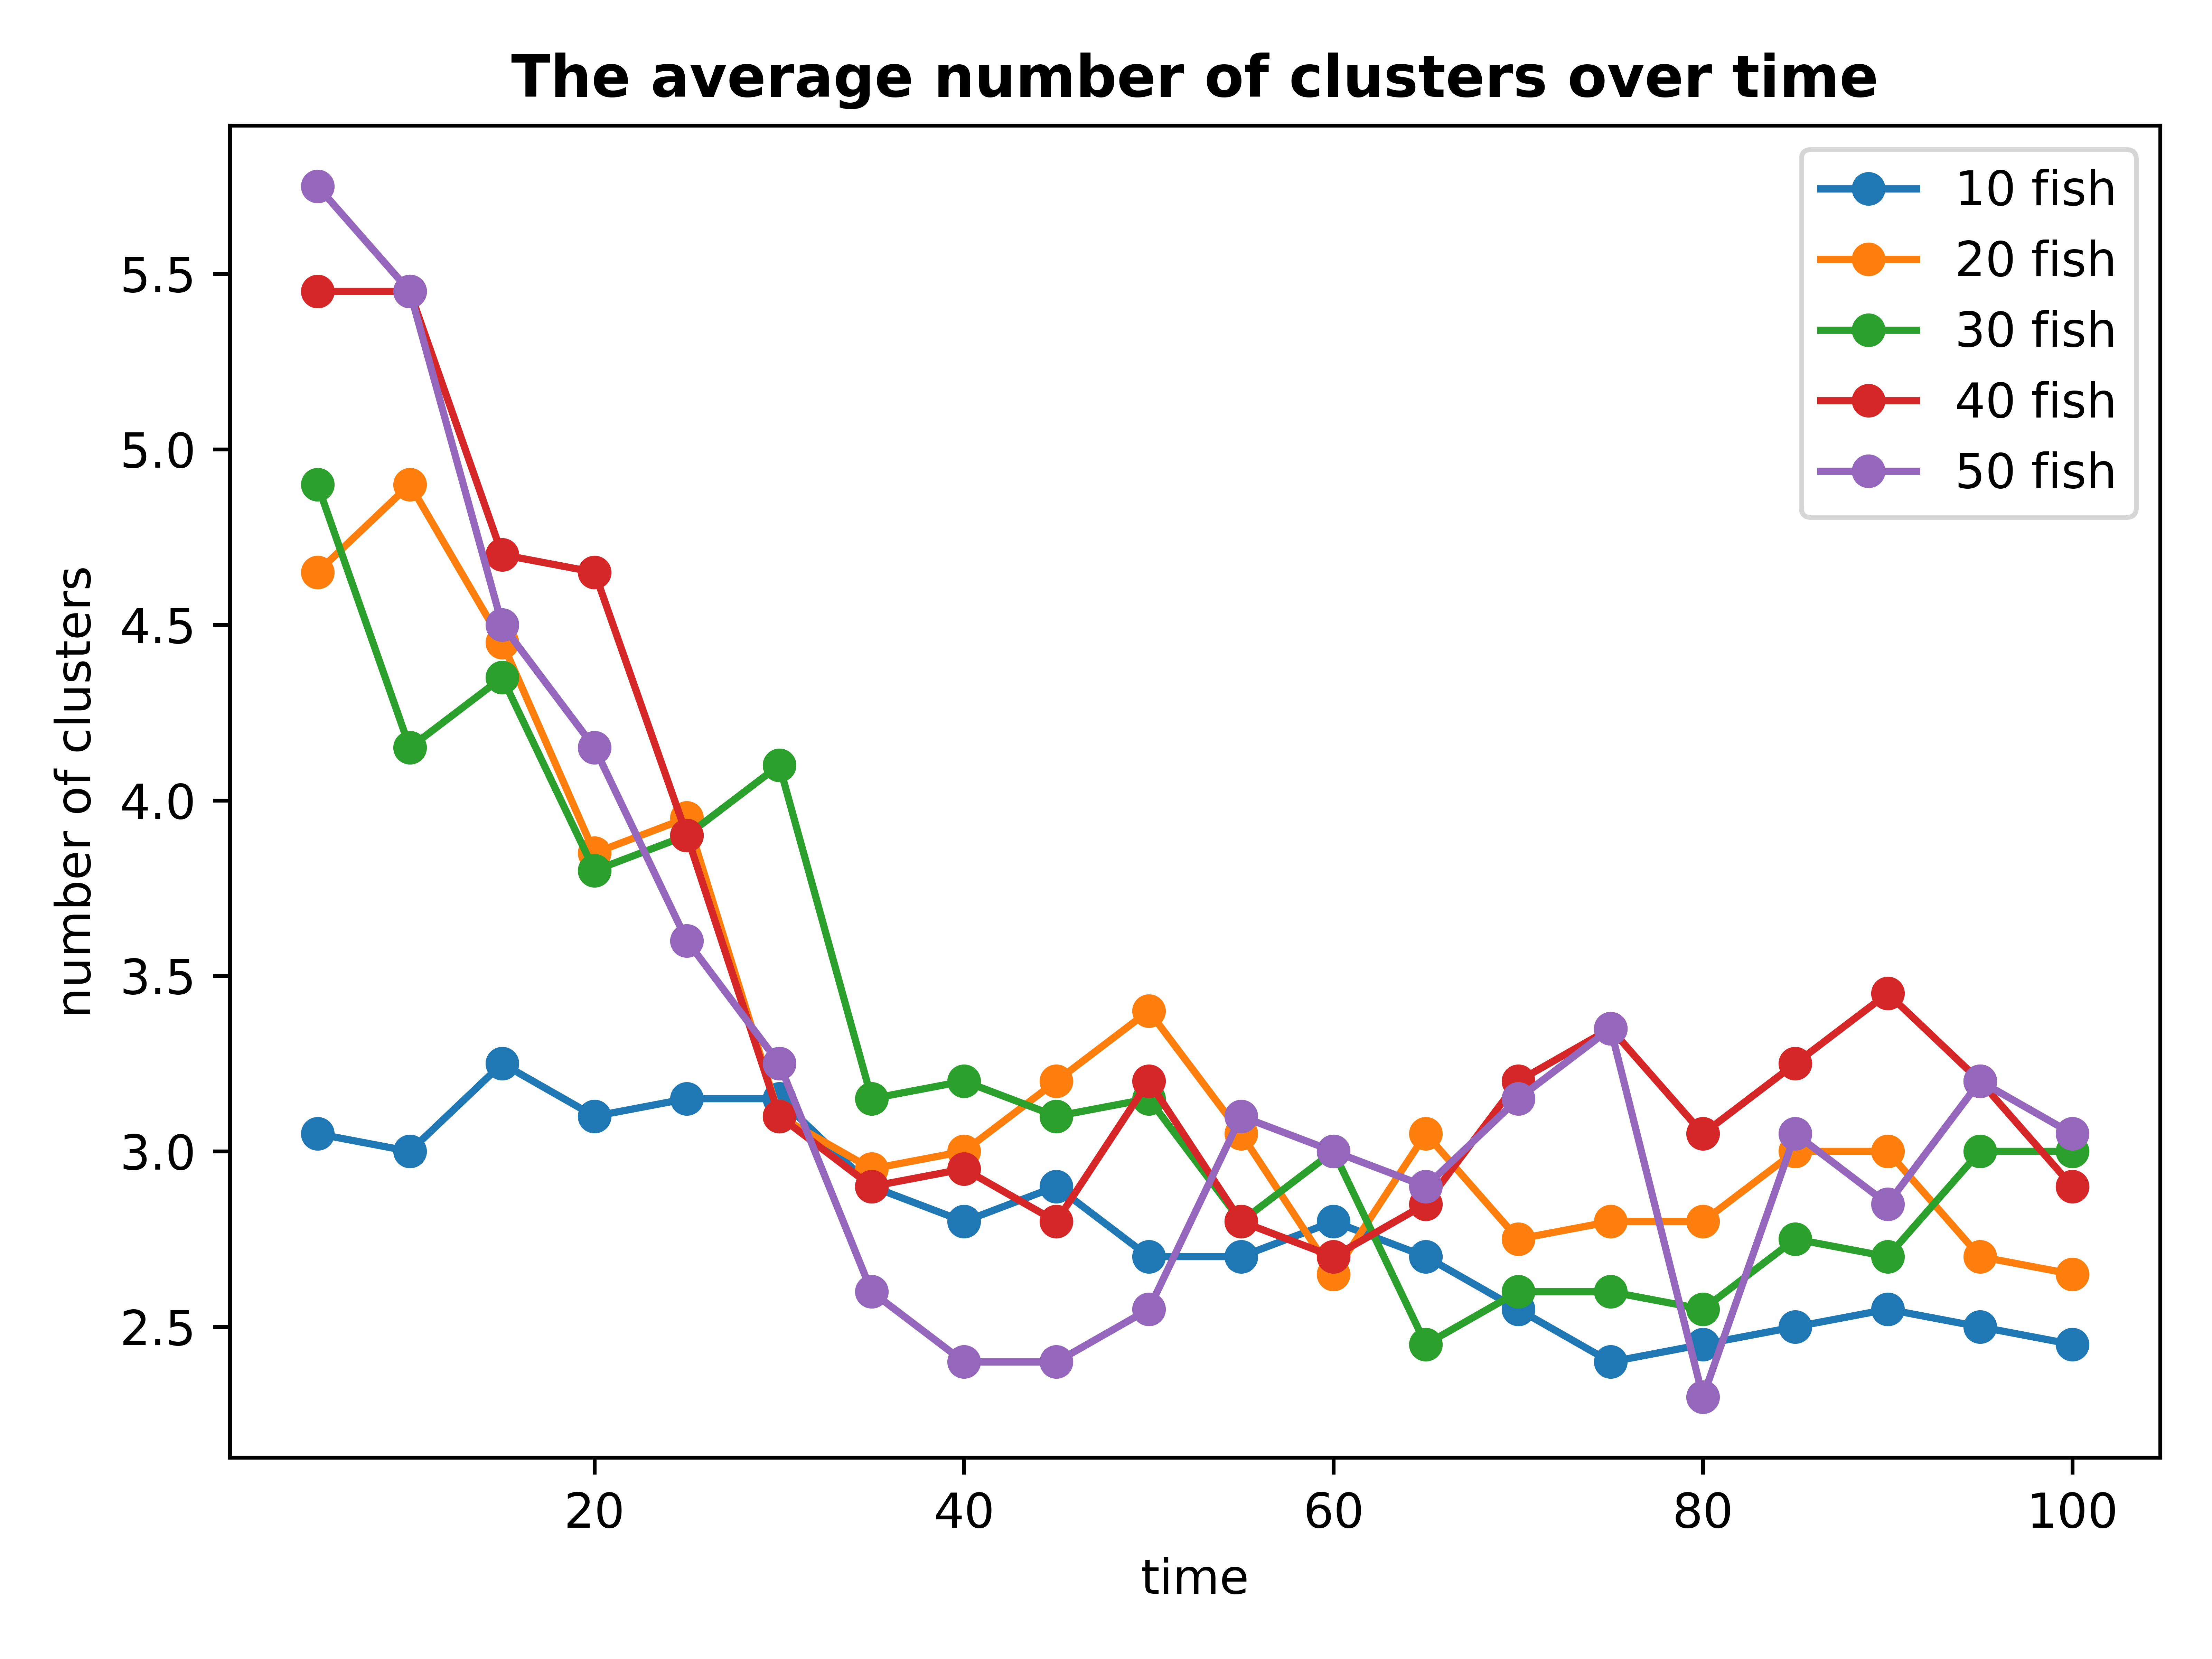 The average number of clusters over time
10 fish
20 fish
30 fish
40 fish
50 fish
number of clusters
5.5
5.0
4.5
4.0
3.5
3.0
2.5
20 40 60 80 100
time